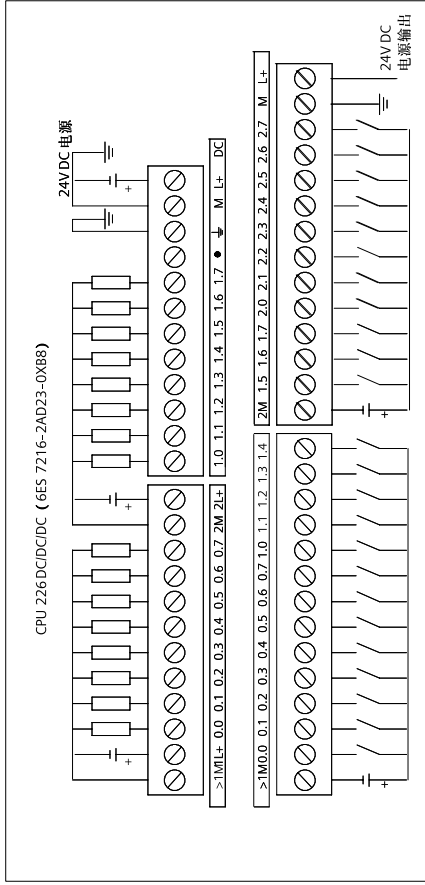 CPU 226 DC/DC/DC (6ES 7216-2AD23-0XB8)
24V DC 电源
+ + +
>1M 1L+ 0.0 0.1 0.2 0.3 0.4 0.5 0.6 0.7 2M 2L+
1.0 1.1 1.2 1.3 1.4 1.5 1.6 1.7 ● ⏚ M L+ DC
>1M 0.0 0.1 0.2 0.3 0.4 0.5 0.6 0.7 1.0 1.1 1.2 1.3 1.4
2M 1.5 1.6 1.7 2.0 2.1 2.2 2.3 2.4 2.5 2.6 2.7 M L+
+ +
24V DC
电源输出